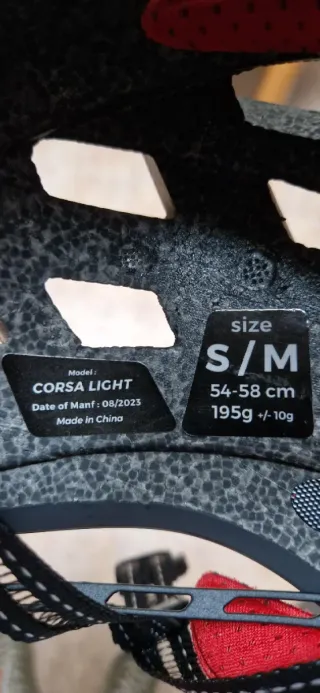 Model :
CORSA LIGHT
Date of Manf : 08/2023
Made in China
size
S/M
54-58 cm
195g +/- 10g